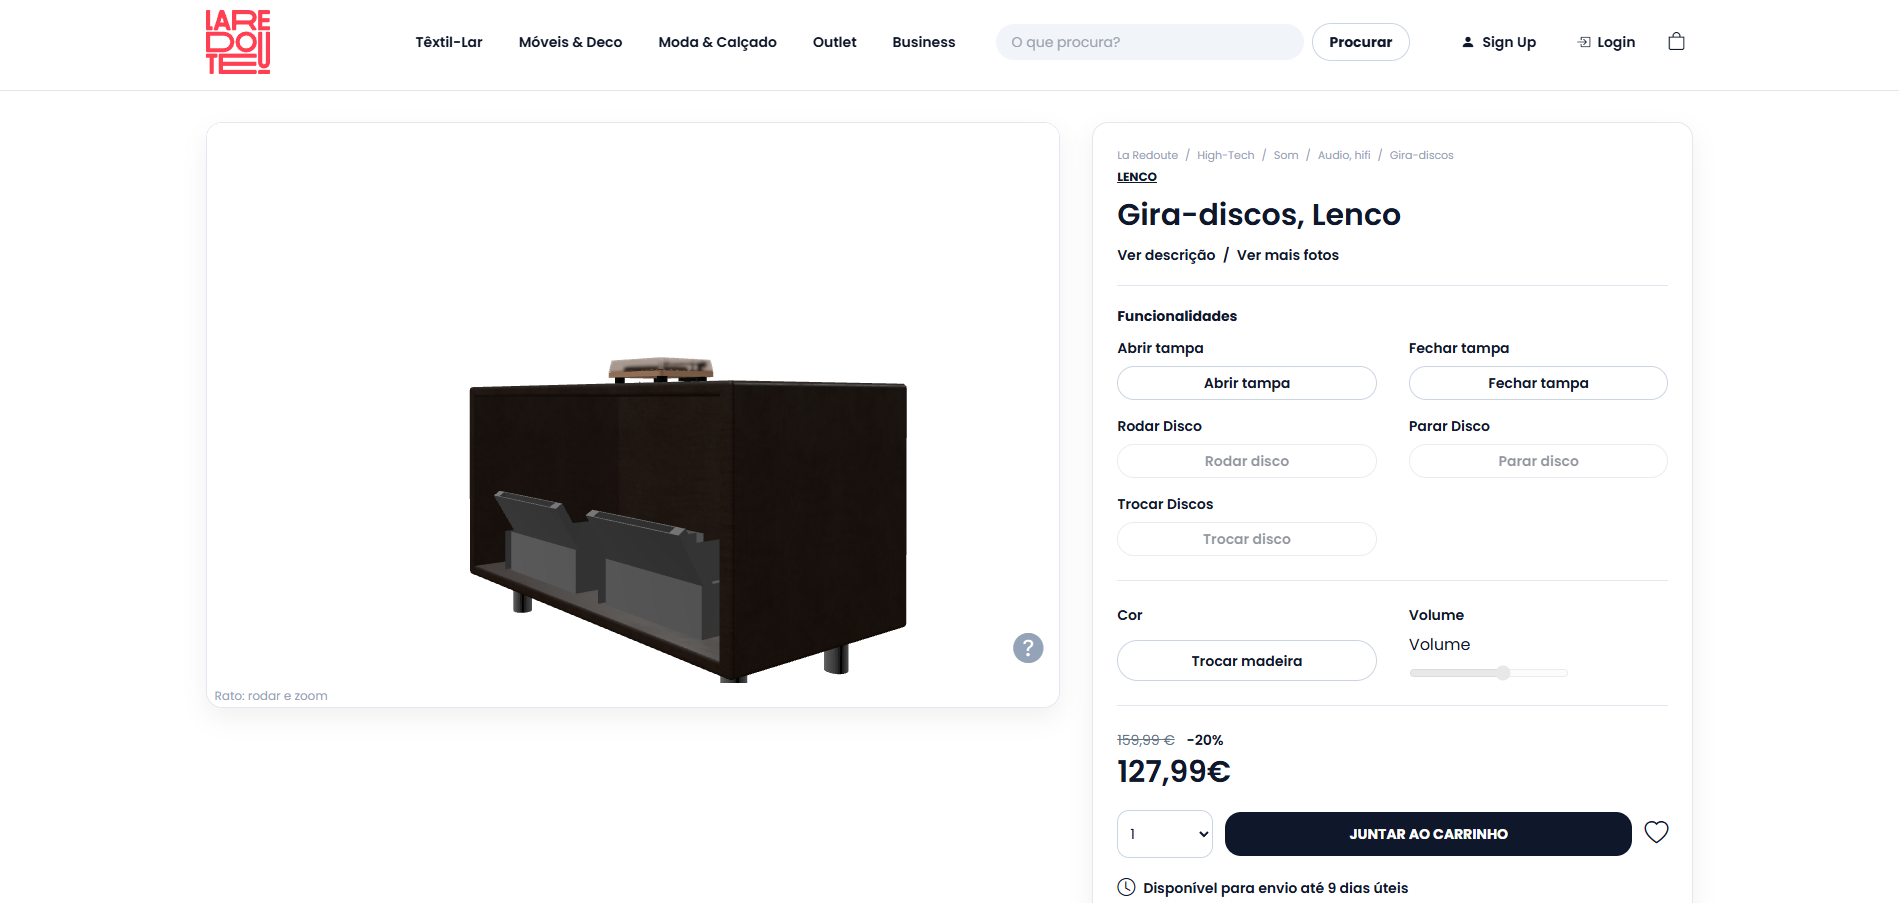 LA REDOUTE
Têxtil-Lar
Móveis & Deco
Moda & Calçado
Outlet
Business
O que procura?
Procurar
Sign Up
Login
?
Rato: rodar e zoom
La Redoute / High-Tech / Som / Audio, hifi / Gira-discos
LENCO
Gira-discos, Lenco
Ver descrição / Ver mais fotos
Funcionalidades
Abrir tampa
Fechar tampa
Abrir tampa
Fechar tampa
Rodar Disco
Parar Disco
Rodar disco
Parar disco
Trocar Discos
Trocar disco
Cor
Volume
Volume
Trocar madeira
159,99 € -20%
127,99€
1
JUNTAR AO CARRINHO
Disponível para envio até 9 dias úteis